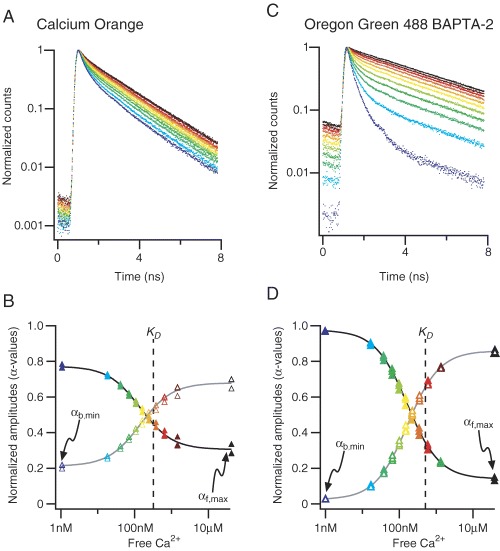 A
Calcium Orange
Normalized counts
1
0.1
0.01
0.001
0
4
8
Time (ns)
C
Oregon Green 488 BAPTA-2
Normalized counts
1
0.1
0.01
0
4
8
Time (ns)
B
Normalized amplitudes (α-values)
1.0
0.8
0.6
0.4
0.2
0.0
K_D
α_b,min
α_f,max
1nM
100nM
10µM
Free Ca²⁺
D
Normalized amplitudes (α-values)
1.0
0.8
0.6
0.4
0.2
0.0
K_D
α_b,min
α_f,max
1nM
100nM
10µM
Free Ca²⁺